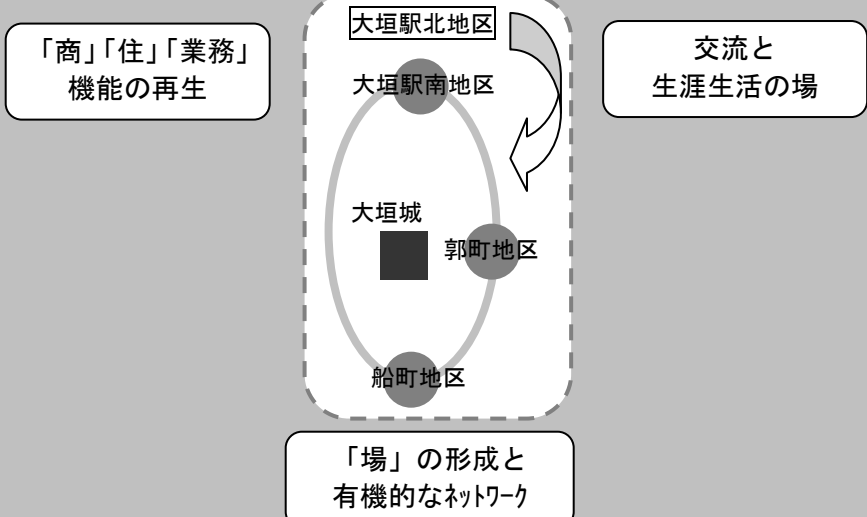 大垣駅北地区
「商」「住」「業務」
機能の再生
交流と
生涯生活の場
大垣駅南地区
大垣城
郭町地区
船町地区
「場」の形成と
有機的なﾈｯﾄﾜｰｸ